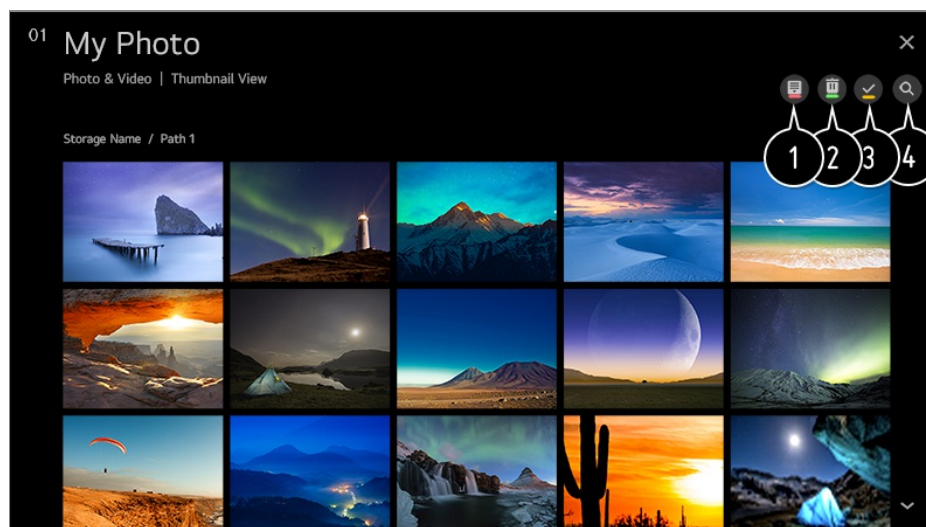 01
My Photo
Photo & Video | Thumbnail View
Storage Name / Path 1
1 2 3 4